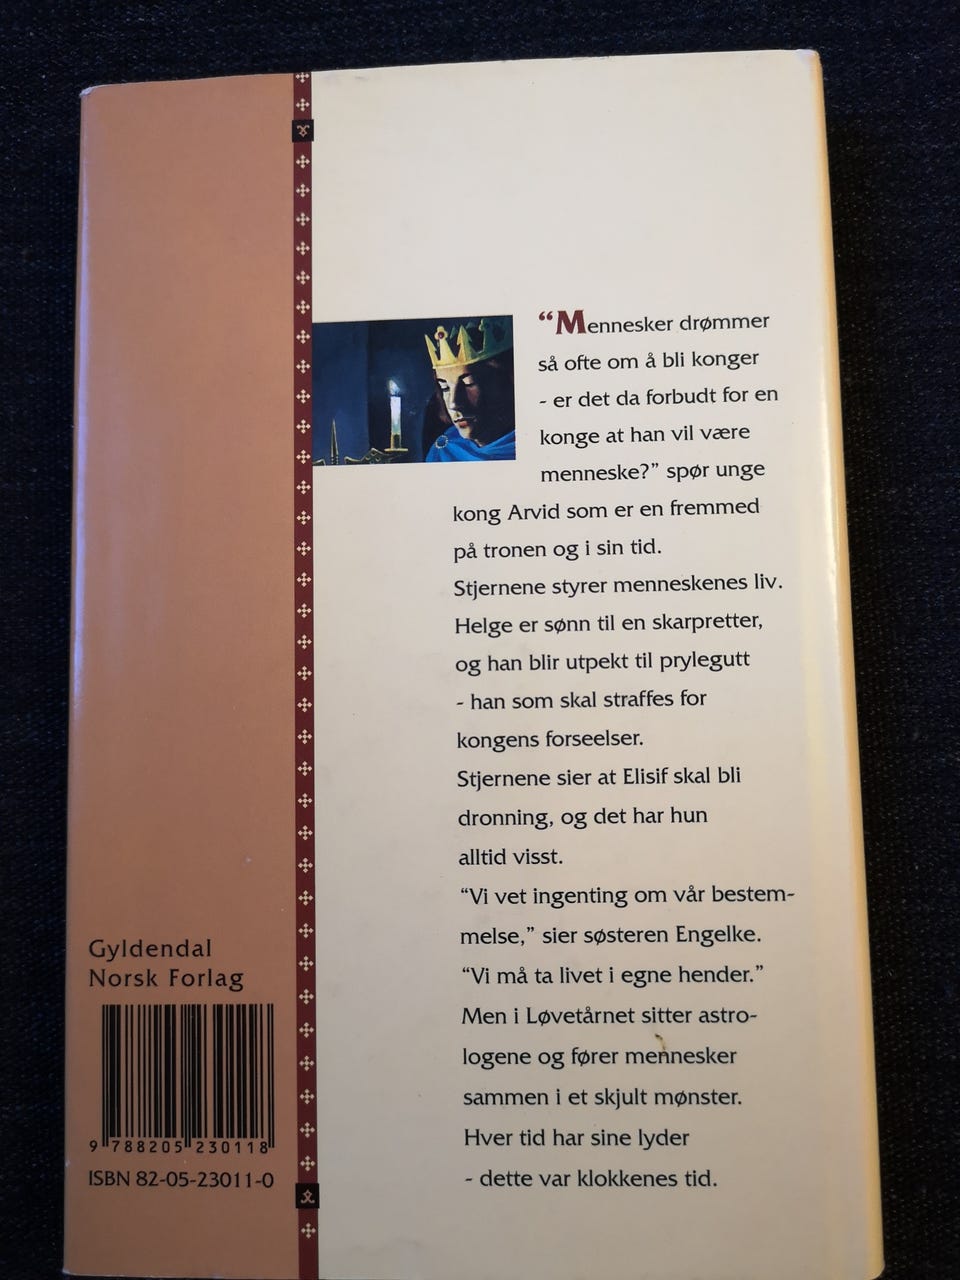 “Mennesker drømmer
så ofte om å bli konger
- er det da forbudt for en
konge at han vil være
menneske?” spør unge
kong Arvid som er en fremmed
på tronen og i sin tid.
Stjernene styrer menneskenes liv.
Helge er sønn til en skarpretter,
og han blir utpekt til prylegutt
- han som skal straffes for
kongens forseelser.
Stjernene sier at Elisif skal bli
dronning, og det har hun
alltid visst.
“Vi vet ingenting om vår bestem-
melse,” sier søsteren Engelke.
“Vi må ta livet i egne hender.”
Men i Løvetårnet sitter astro-
logene og fører mennesker
sammen i et skjult mønster.
Hver tid har sine lyder
- dette var klokkenes tid.
Gyldendal
Norsk Forlag
9 788205 230118
ISBN 82-05-23011-0